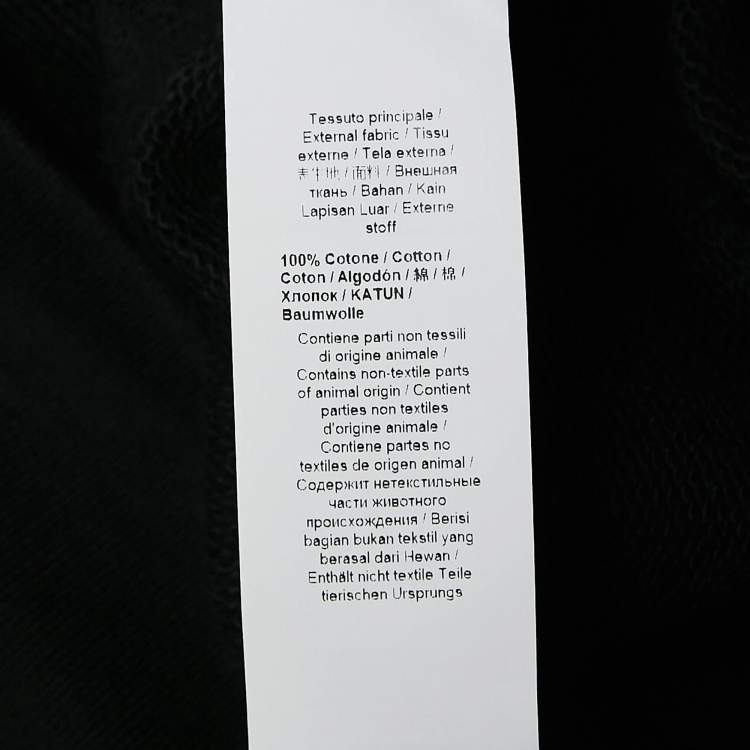 Tessuto principale /
External fabric / Tissu
externe / Tela externa /
表生地 / 面料 / Внешная
ткань / Bahan / Kain
Lapisan Luar / Externe
stoff
100% Cotone / Cotton /
Coton / Algodón / 綿 / 棉 /
Хлопок / KATUN /
Baumwolle
Contiene parti non tessili
di origine animale /
Contains non-textile parts
of animal origin / Contient
parties non textiles
d'origine animale /
Contiene partes no
textiles de origen animal /
Содержит нетекстильные
части животного
происхождения / Berisi
bagian bukan tekstil yang
berasal dari Hewan /
Enthält nicht textile Teile
tierischen Ursprungs